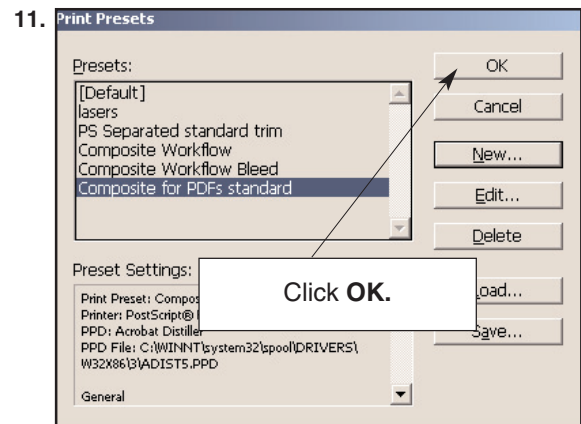 11.
Print Presets
Presets:
[Default]
lasers
PS Separated standard trim
Composite Workflow
Composite Workflow Bleed
Composite for PDFs standard
OK
Cancel
New...
Edit...
Delete
Load...
Save...
Click OK.
Preset Settings:
Print Preset: Compos
Printer: PostScript®
PPD: Acrobat Distiller
PPD File: C:\WINNT\system32\spool\DRIVERS\
W32X86\3\ADIST5.PPD
General